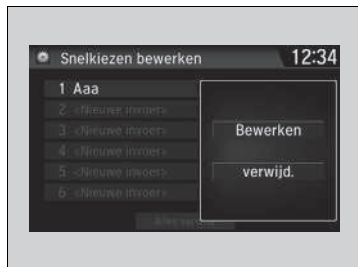 Snelkiezen bewerken 12:34
1 Aaa
2 <Nieuwe invoer>
3 <Nieuwe invoer>
4 <Nieuwe invoer>
5 <Nieuwe invoer>
6 <Nieuwe invoer>
Bewerken
verwijd.